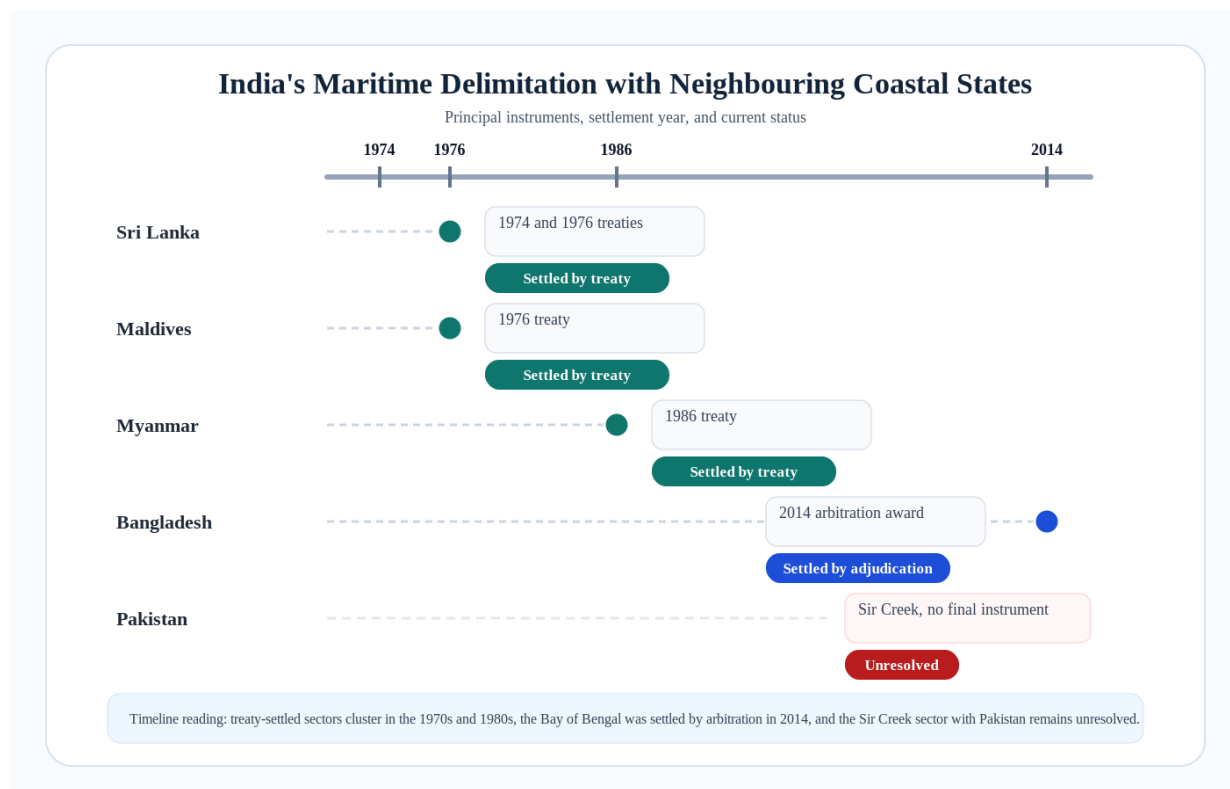 India's Maritime Delimitation with Neighbouring Coastal States
Principal instruments, settlement year, and current status
1974 1976 1986 2014
Sri Lanka
1974 and 1976 treaties
Settled by treaty
Maldives
1976 treaty
Settled by treaty
Myanmar
1986 treaty
Settled by treaty
Bangladesh
2014 arbitration award
Settled by adjudication
Pakistan
Sir Creek, no final instrument
Unresolved
Timeline reading: treaty-settled sectors cluster in the 1970s and 1980s, the Bay of Bengal was settled by arbitration in 2014, and the Sir Creek sector with Pakistan remains unresolved.